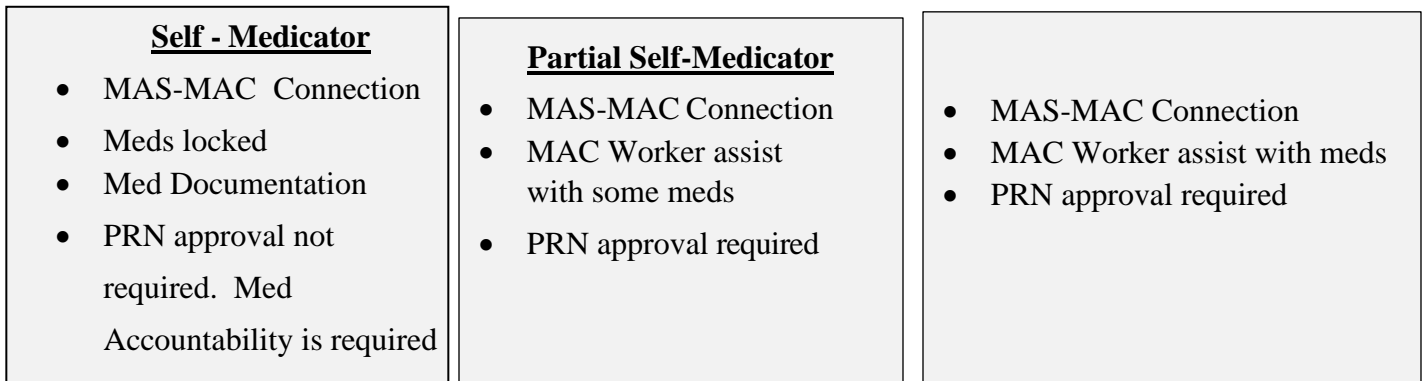 Self - Medicator
• MAS-MAC Connection
• Meds locked
• Med Documentation
• PRN approval not
required. Med
Accountability is required
Partial Self-Medicator
• MAS-MAC Connection
• MAC Worker assist
with some meds
• PRN approval required
• MAS-MAC Connection
• MAC Worker assist with meds
• PRN approval required